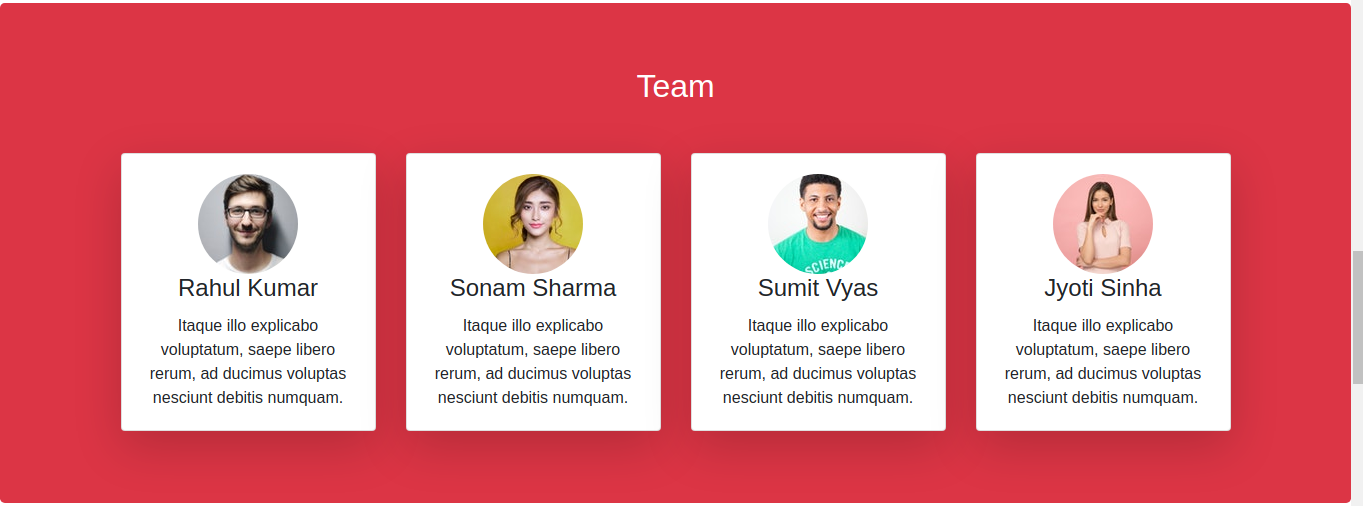 Team
Rahul Kumar
Itaque illo explicabo
voluptatum, saepe libero
rerum, ad ducimus voluptas
nesciunt debitis numquam.
Sonam Sharma
Itaque illo explicabo
voluptatum, saepe libero
rerum, ad ducimus voluptas
nesciunt debitis numquam.
SCIENCE
Sumit Vyas
Itaque illo explicabo
voluptatum, saepe libero
rerum, ad ducimus voluptas
nesciunt debitis numquam.
Jyoti Sinha
Itaque illo explicabo
voluptatum, saepe libero
rerum, ad ducimus voluptas
nesciunt debitis numquam.